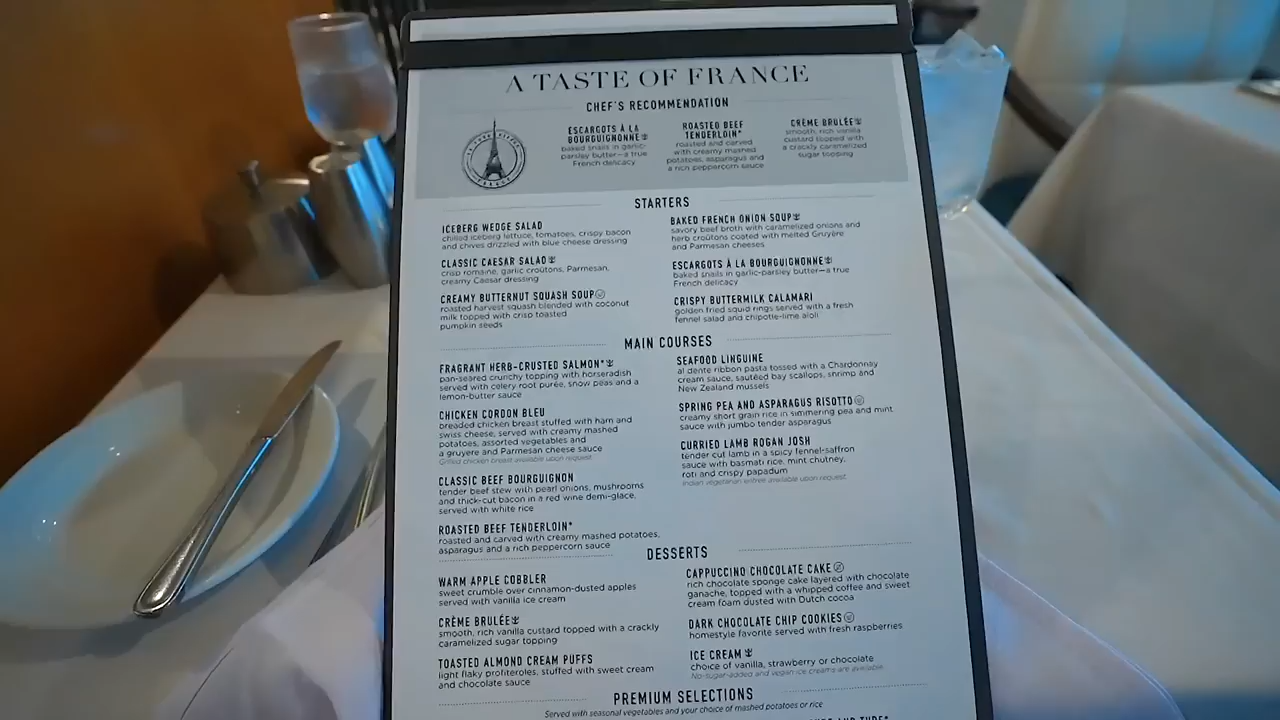 A TASTE OF FRANCE
CHEF'S RECOMMENDATION
ESCARGOTS À LA
BOURGUIGNONNE
baked snails in garlic-
parsley butter—a true
French delicacy
ROASTED BEEF
TENDERLOIN*
roasted and carved
with creamy mashed
potatoes, asparagus and
a rich peppercorn sauce
CRÈME BRULÉE
smooth, rich vanilla
custard topped with
a crackly caramelized
sugar topping
FRANCE
STARTERS
ICEBERG WEDGE SALAD
chilled iceberg lettuce, tomatoes, crispy bacon
and chives drizzled with blue cheese dressing
CLASSIC CAESAR SALAD
crisp romaine, garlic croûtons, Parmesan,
creamy Caesar dressing
CREAMY BUTTERNUT SQUASH SOUP
roasted harvest squash blended with coconut
milk topped with crisp toasted
pumpkin seeds
BAKED FRENCH ONION SOUP
savory beef broth with caramelized onions and
herb croûtons coated with melted Gruyère
and Parmesan cheeses
ESCARGOTS À LA BOURGUIGNONNE
baked snails in garlic-parsley butter—a true
French delicacy
CRISPY BUTTERMILK CALAMARI
golden fried squid rings served with a fresh
fennel salad and chipotle-lime aioli
MAIN COURSES
FRAGRANT HERB-CRUSTED SALMON*
pan-seared crunchy topping with horseradish
served with celery root purée, snow peas and a
lemon-butter sauce
CHICKEN CORDON BLEU
breaded chicken breast stuffed with ham and
swiss cheese, served with creamy mashed
potatoes, assorted vegetables and
a gruyere and Parmesan cheese sauce
Grilled chicken breast available upon request
CLASSIC BEEF BOURGUIGNON
tender beef stew with pearl onions, mushrooms
and thick-cut bacon in a red wine demi-glace,
served with white rice
ROASTED BEEF TENDERLOIN*
roasted and carved with creamy mashed potatoes,
asparagus and a rich peppercorn sauce
SEAFOOD LINGUINE
al dente ribbon pasta tossed with a Chardonnay
cream sauce, sautéed bay scallops, shrimp and
New Zealand mussels
SPRING PEA AND ASPARAGUS RISOTTO
creamy short grain rice in simmering pea and mint
sauce with jumbo tender asparagus
CURRIED LAMB ROGAN JOSH
tender cut lamb in a spicy fennel-saffron
sauce with basmati rice, mint chutney,
roti and crispy papadum
Indian vegetarian entrée available upon request
DESSERTS
WARM APPLE COBBLER
sweet crumble over cinnamon-dusted apples
served with vanilla ice cream
CRÈME BRULÉE
smooth, rich vanilla custard topped with a crackly
caramelized sugar topping
TOASTED ALMOND CREAM PUFFS
light flaky profiteroles, stuffed with sweet cream
and chocolate sauce
CAPPUCCINO CHOCOLATE CAKE
rich chocolate sponge cake layered with chocolate
ganache, topped with a whipped coffee and sweet
cream foam dusted with Dutch cocoa
DARK CHOCOLATE CHIP COOKIES
homestyle favorite served with fresh raspberries
ICE CREAM
choice of vanilla, strawberry or chocolate
No-sugar-added and vegan ice creams are available
PREMIUM SELECTIONS
Served with seasonal vegetables and your choice of mashed potatoes or rice